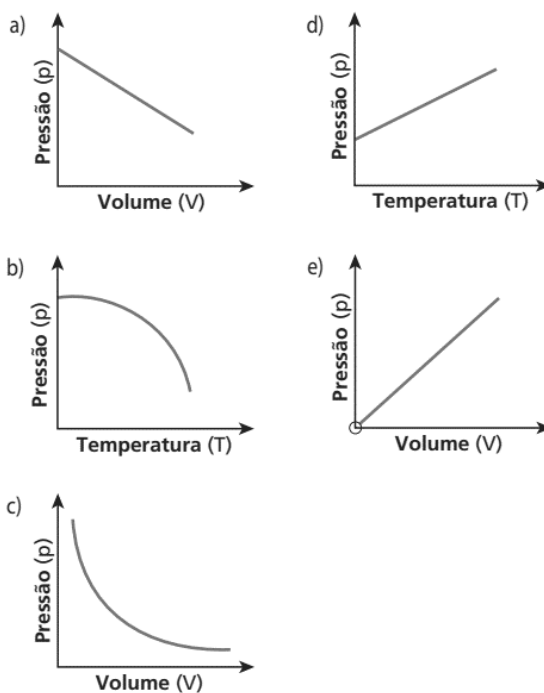 a)
Pressão (p)
Volume (V)
b)
Pressão (p)
Temperatura (T)
c)
Pressão (p)
Volume (V)
d)
Pressão (p)
Temperatura (T)
e)
Pressão (p)
Volume (V)